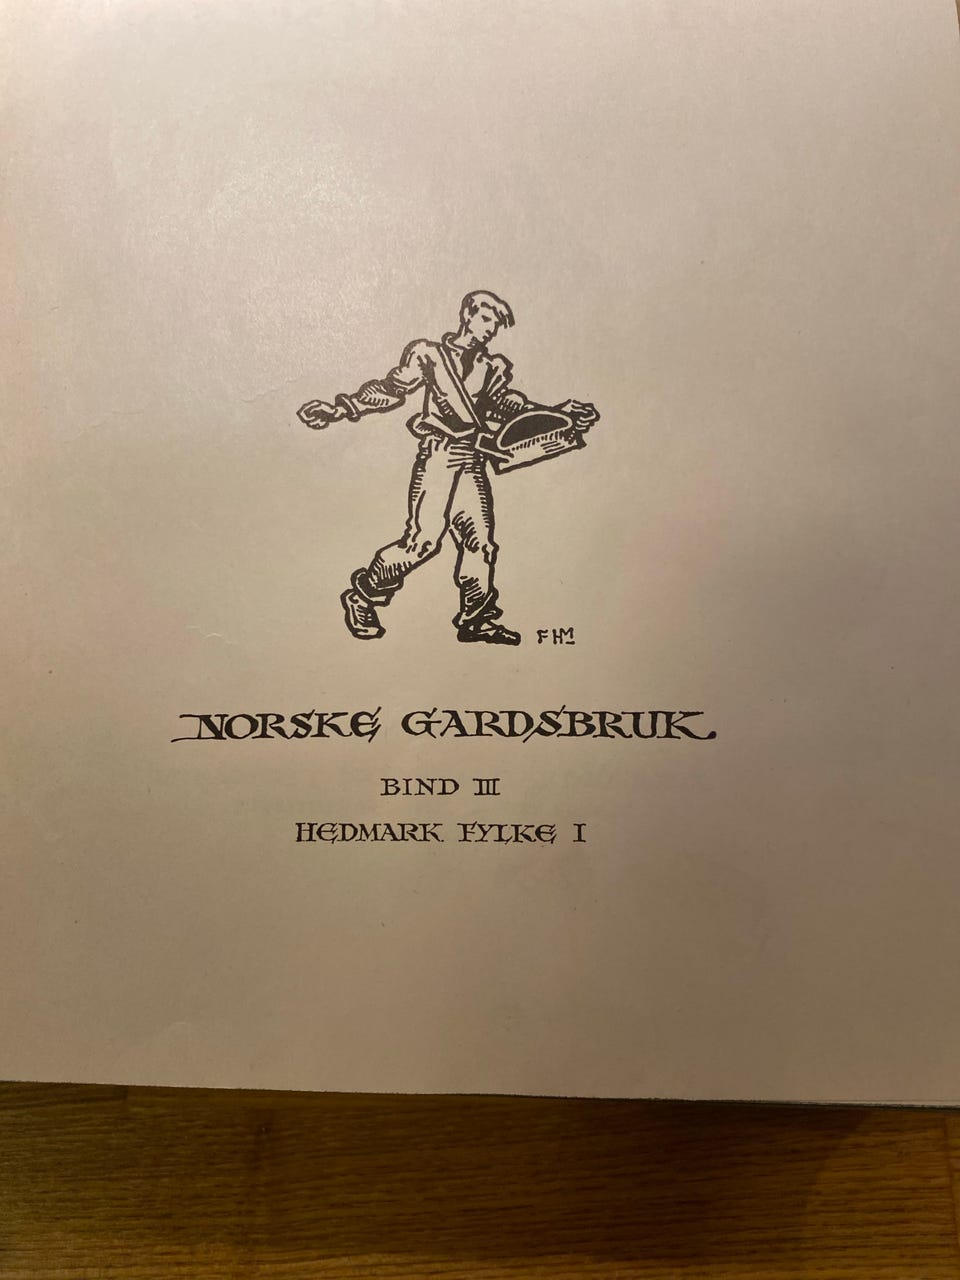 FHM
NORSKE GARDSBRUK.
BIND III
HEDMARK FYLKE I